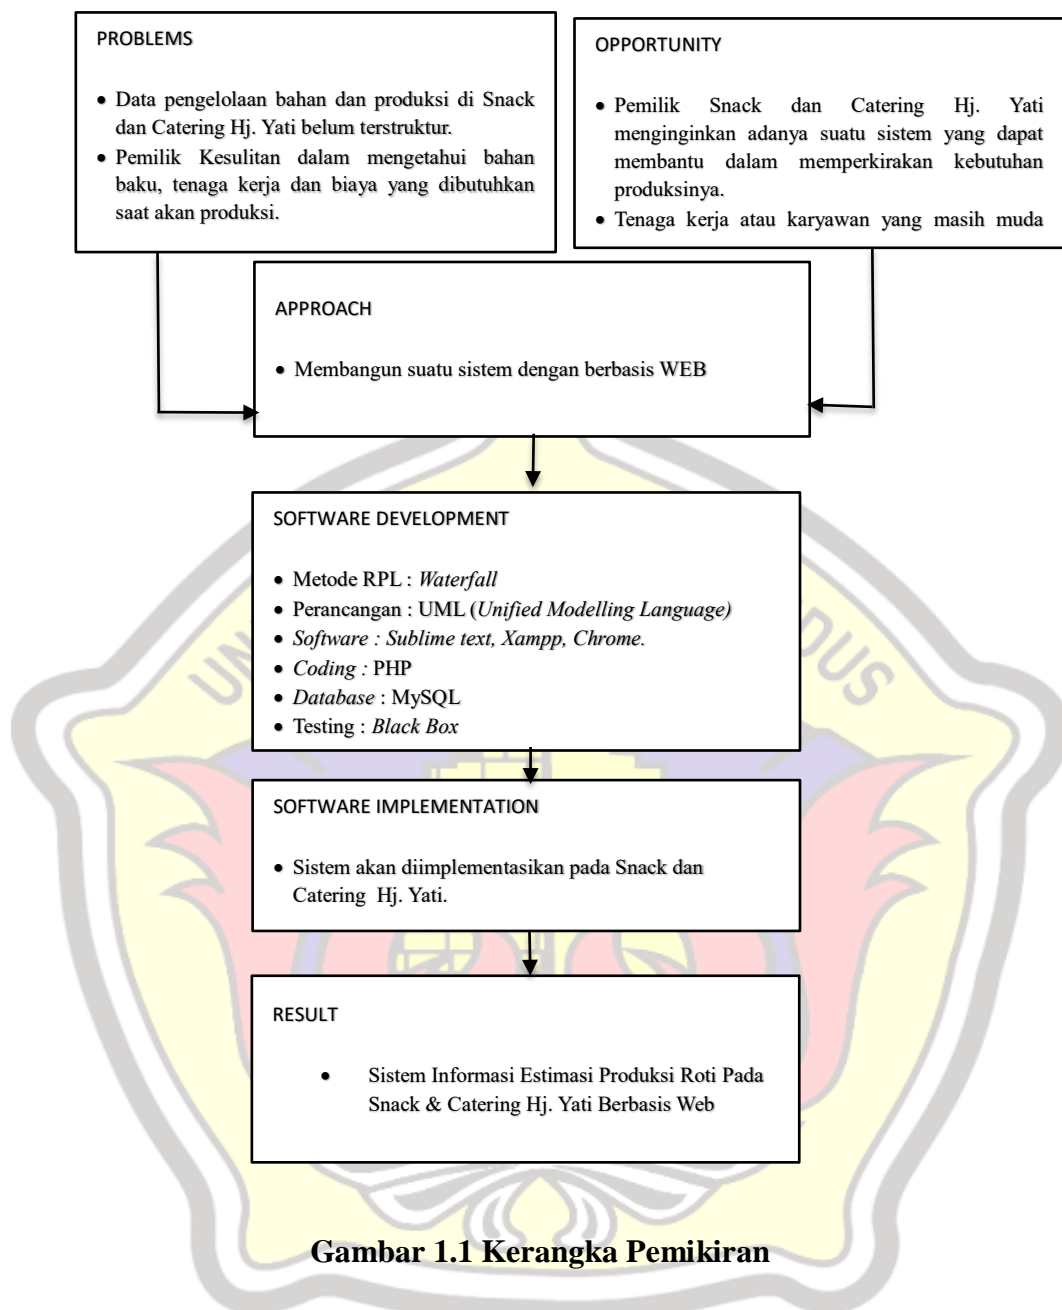 PROBLEMS
• Data pengelolaan bahan dan produksi di Snack
dan Catering Hj. Yati belum terstruktur.
• Pemilik Kesulitan dalam mengetahui bahan
baku, tenaga kerja dan biaya yang dibutuhkan
saat akan produksi.
OPPORTUNITY
• Pemilik Snack dan Catering Hj. Yati
menginginkan adanya suatu sistem yang dapat
membantu dalam memperkirakan kebutuhan
produksinya.
• Tenaga kerja atau karyawan yang masih muda
APPROACH
• Membangun suatu sistem dengan berbasis WEB
SOFTWARE DEVELOPMENT
• Metode RPL : Waterfall
• Perancangan : UML (Unified Modelling Language)
• Software : Sublime text, Xampp, Chrome.
• Coding : PHP
• Database : MySQL
• Testing : Black Box
SOFTWARE IMPLEMENTATION
• Sistem akan diimplementasikan pada Snack dan
Catering Hj. Yati.
RESULT
• Sistem Informasi Estimasi Produksi Roti Pada
Snack & Catering Hj. Yati Berbasis Web
Gambar 1.1 Kerangka Pemikiran